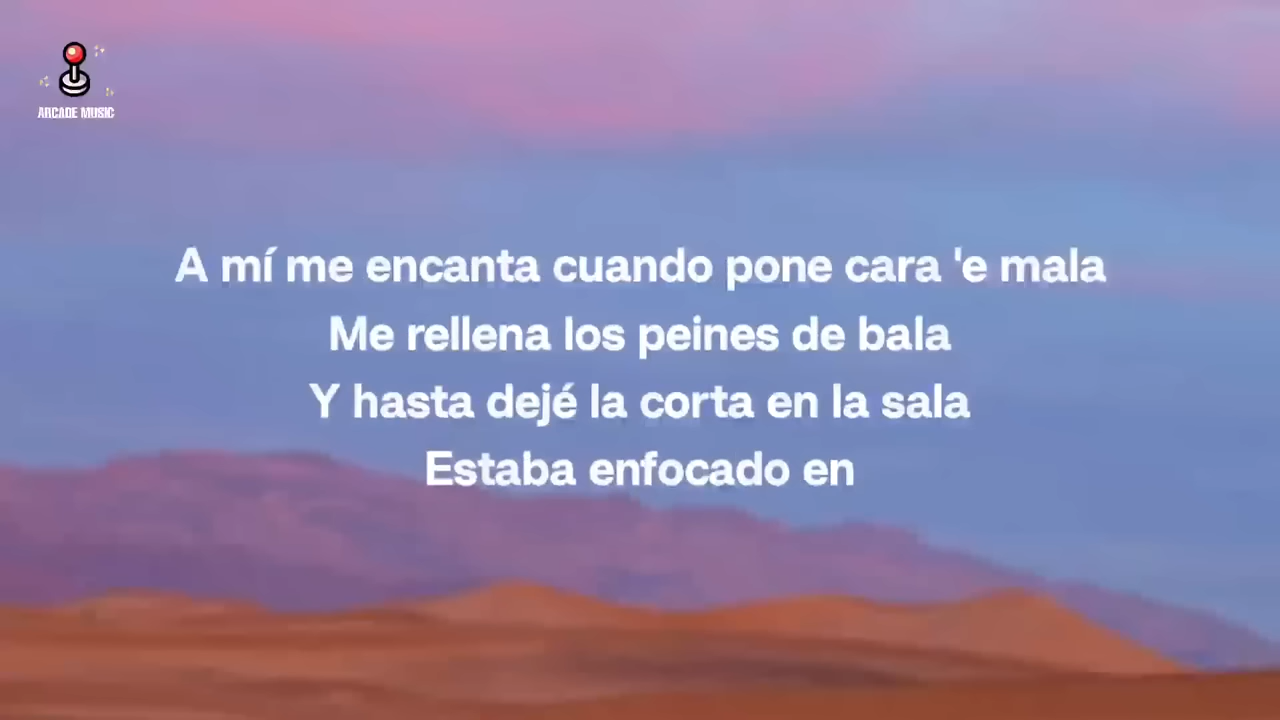 ARCADE MUSIC
A mí me encanta cuando pone cara 'e mala
Me rellena los peines de bala
Y hasta dejé la corta en la sala
Estaba enfocado en